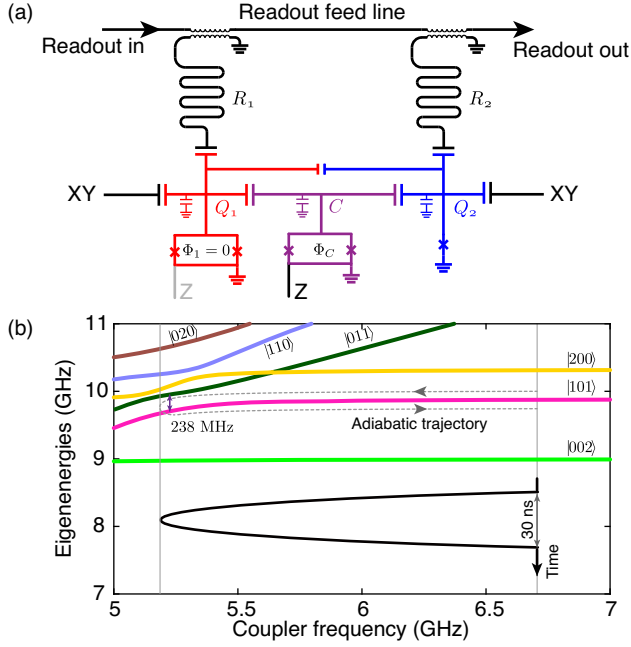 (a)
Readout feed line
Readout in
Readout out
R₁
R₂
XY
Q₁
C
Q₂
XY
Φ₁ = 0
Φ_C
Z
Z
(b)
11
10
9
8
7
Eigenenergies (GHz)
|020⟩
|110⟩
|011⟩
|200⟩
|101⟩
238 MHz
Adiabatic trajectory
|002⟩
30 ns
Time
5
5.5
6
6.5
7
Coupler frequency (GHz)